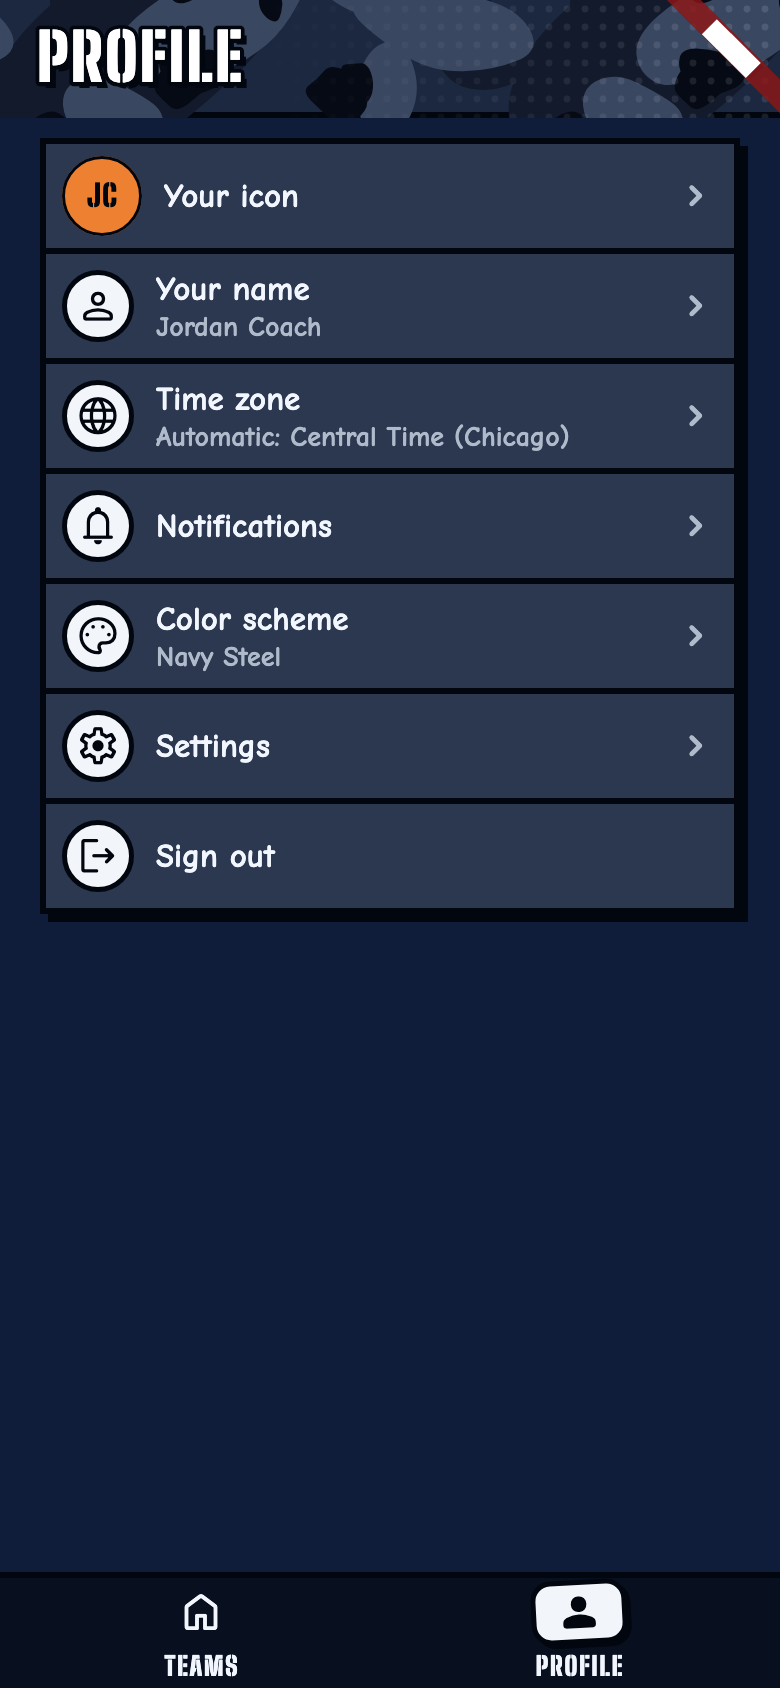 PROFILE
JC
Your icon
Your name
Jordan Coach
Time zone
Automatic: Central Time (Chicago)
Notifications
Color scheme
Navy Steel
Settings
Sign out
TEAMS
PROFILE